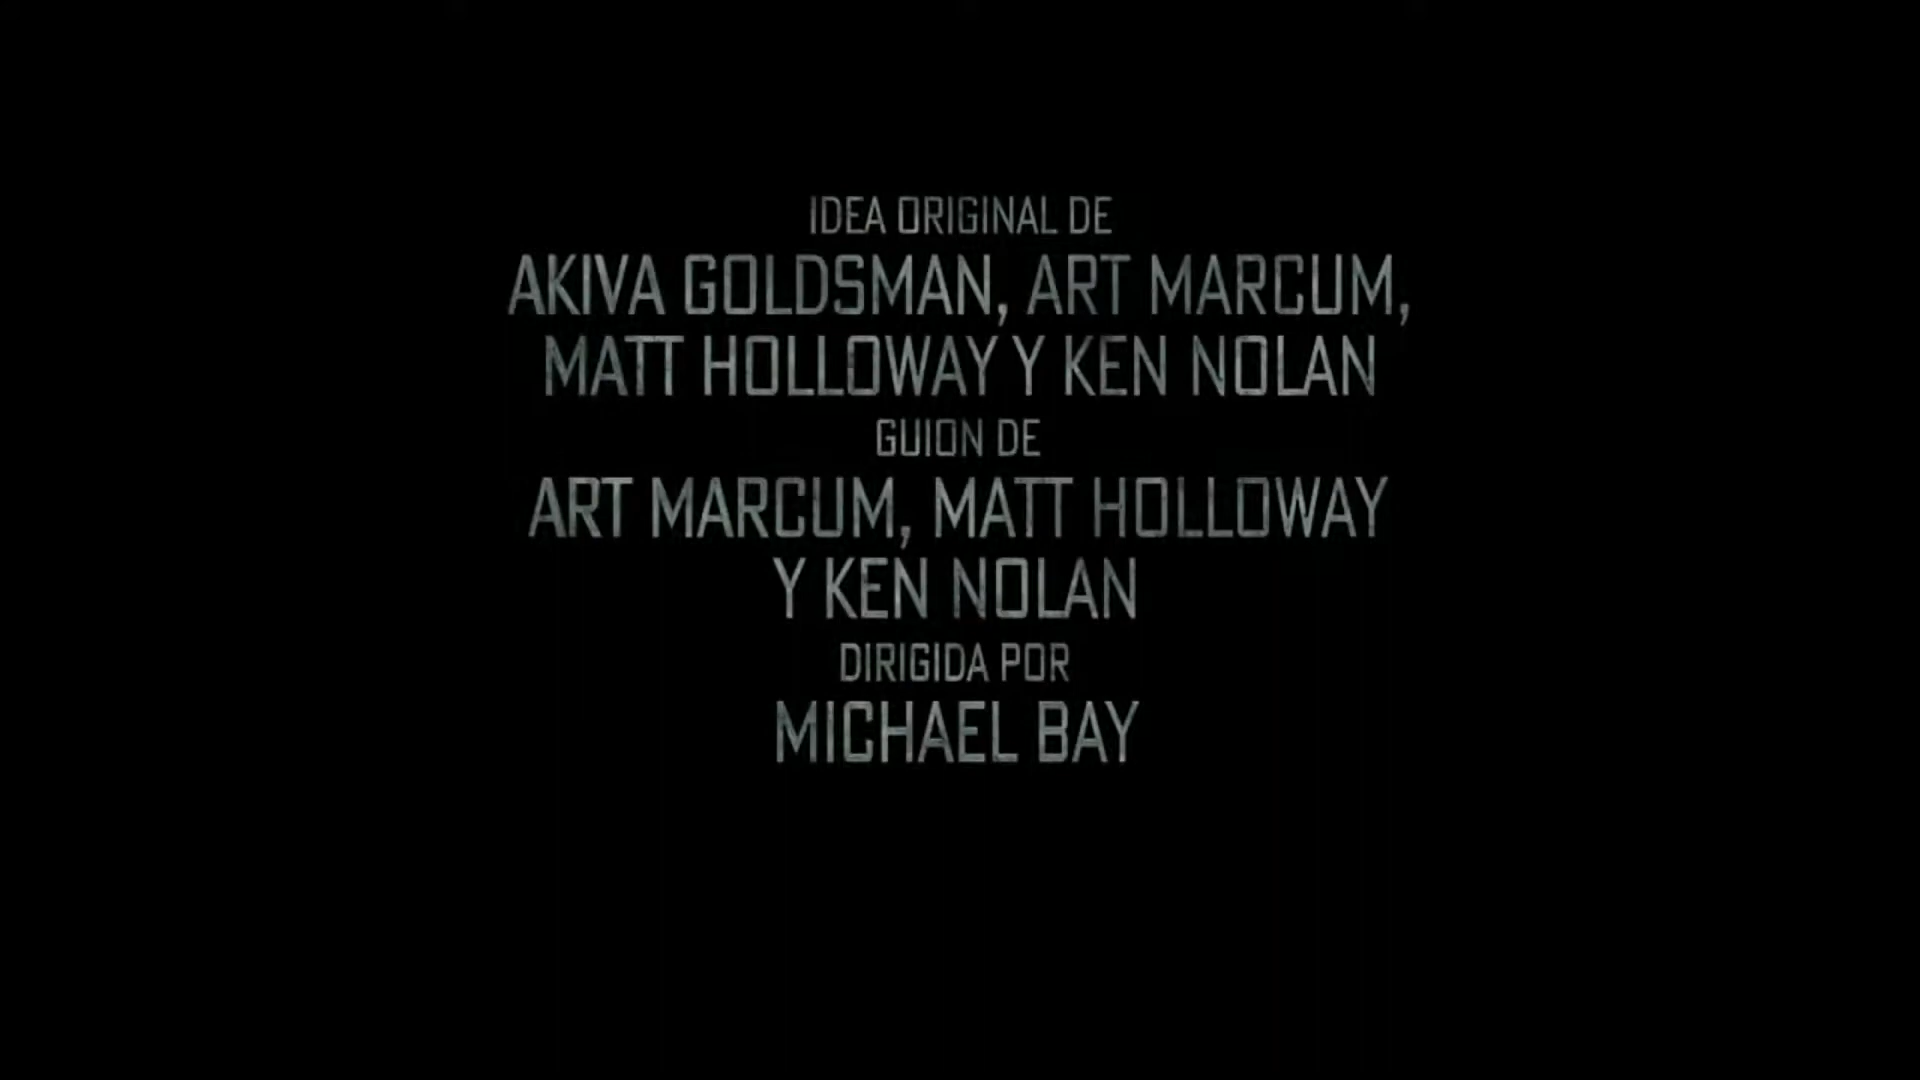 IDEA ORIGINAL DE
AKIVA GOLDSMAN, ART MARCUM,
MATT HOLLOWAY Y KEN NOLAN
GUION DE
ART MARCUM, MATT HOLLOWAY
Y KEN NOLAN
DIRIGIDA POR
MICHAEL BAY